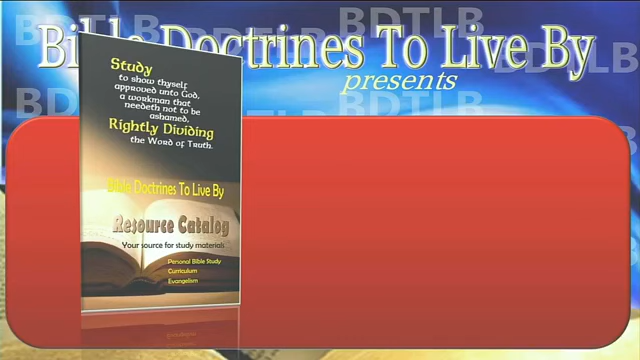 BDTLB
BDTLB
Bible Doctrines To Live By
presents
Study
to show thyself
approved unto God,
a workman that
needeth not to be
ashamed,
Rightly Dividing
the Word of Truth.
Bible Doctrines To Live By
Resource Catalog
Your source for study materials
Personal Bible Study
Curriculum
Evangelism